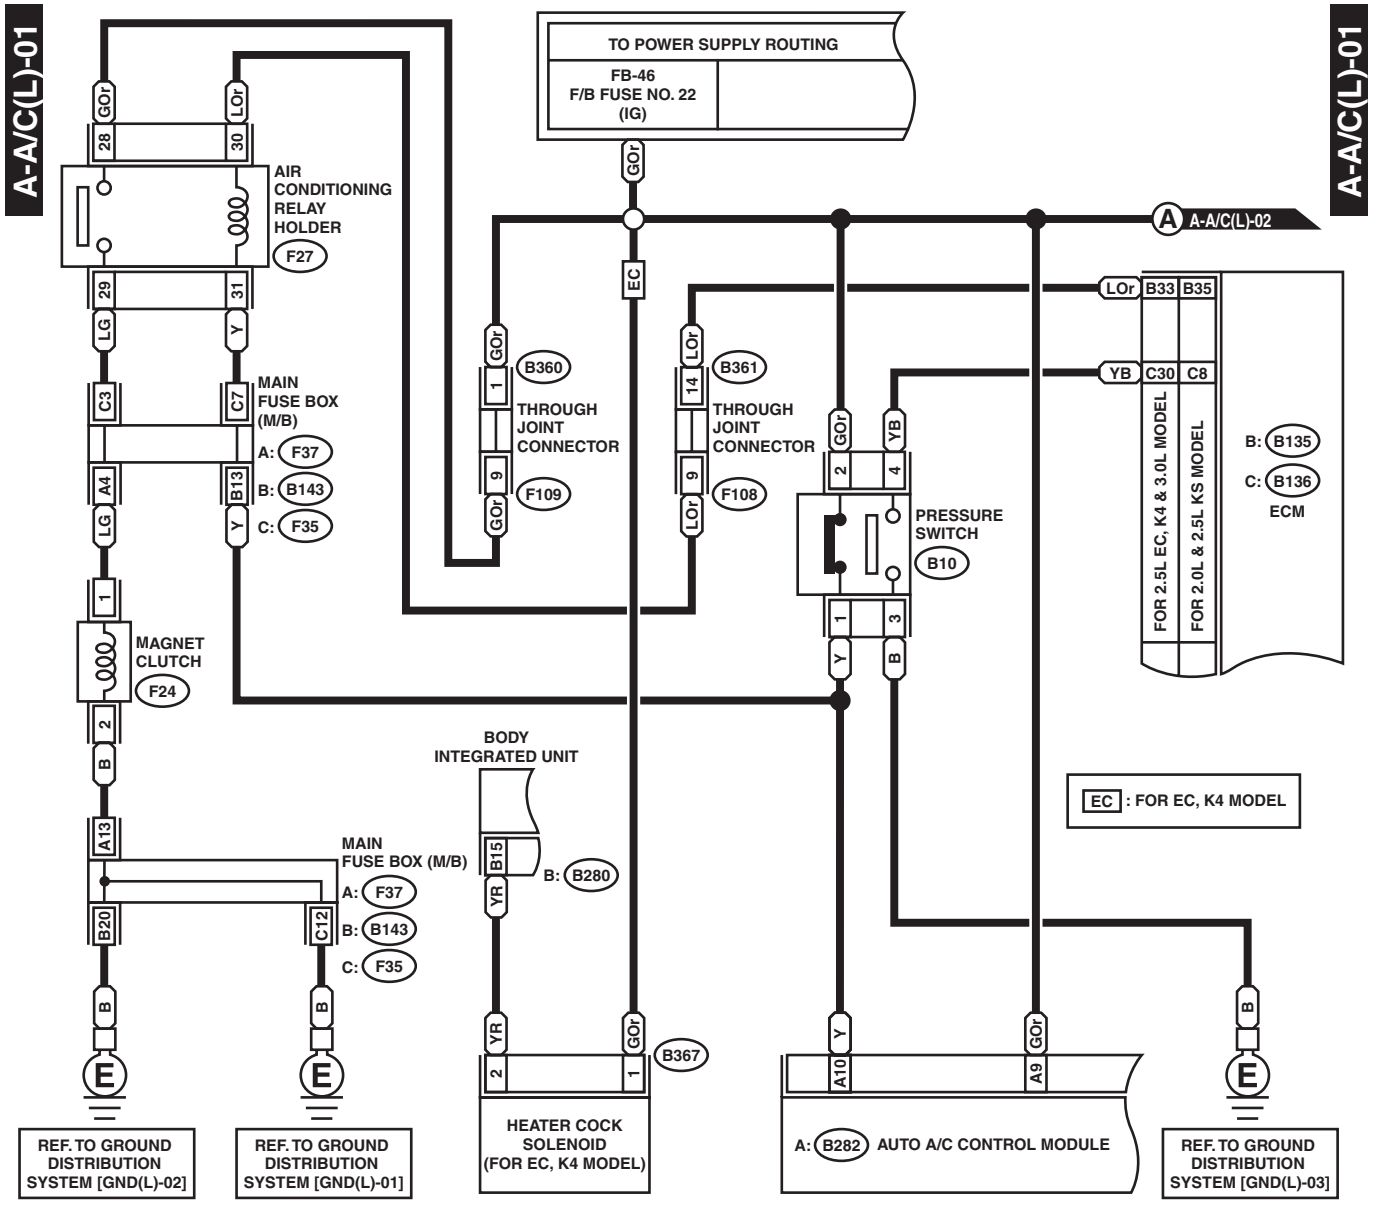 A-A/C(L)-01
A-A/C(L)-01
TO POWER SUPPLY ROUTING
FB-46
F/B FUSE NO. 22
(IG)
GOr
LOr
28
30
GOr
AIR
CONDITIONING
RELAY
HOLDER
F27
A
A-A/C(L)-02
EC
29
31
LG
Y
LOr
B33
B35
GOr
LOr
B360
B361
1
14
YB
C30
C8
C3
C7
MAIN
FUSE BOX
(M/B)
THROUGH
JOINT
CONNECTOR
THROUGH
JOINT
CONNECTOR
GOr
YB
A: F37
B: B143
C: F35
A4
B13
LG
Y
9
9
F109
F108
GOr
LOr
2
4
B: B135
C: B136
ECM
FOR 2.5L EC, K4 & 3.0L MODEL
FOR 2.0L & 2.5L KS MODEL
PRESSURE
SWITCH
B10
1
1
3
MAGNET
CLUTCH
F24
Y
B
2
B
BODY
INTEGRATED UNIT
EC : FOR EC, K4 MODEL
A13
MAIN
FUSE BOX (M/B)
B15
B: B280
A: F37
B: B143
C: F35
YR
B20
C12
B
B
B
YR
GOr
B367
Y
GOr
2
1
A10
A9
E
E
E
HEATER COCK
SOLENOID
(FOR EC, K4 MODEL)
A: B282 AUTO A/C CONTROL MODULE
REF. TO GROUND
DISTRIBUTION
SYSTEM [GND(L)-02]
REF. TO GROUND
DISTRIBUTION
SYSTEM [GND(L)-01]
REF. TO GROUND
DISTRIBUTION
SYSTEM [GND(L)-03]